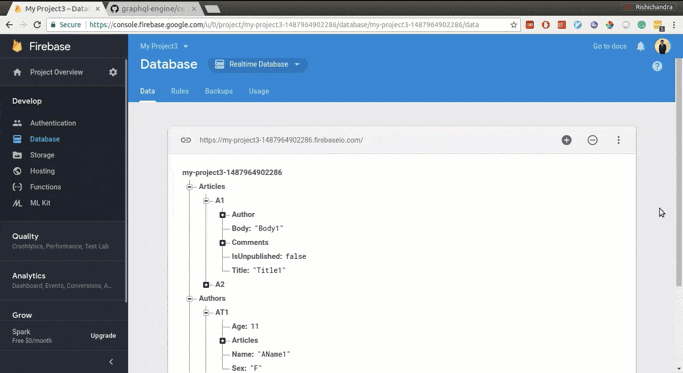 Rishichandra
My Project3 – Data
graphql-engine/co
Secure https://console.firebase.google.com/u/0/project/my-project3-1487964902286/database/my-project3-1487964902286/data
Firebase
My Project3
Go to docs
Database
Realtime Database
Project Overview
Data Rules Backups Usage
Develop
Authentication
Database
Storage
Hosting
Functions
ML Kit
Quality
Crashlytics, Performance, Test Lab
Analytics
Dashboard, Events, Conversions, A...
Grow
Spark
Free $0/month
Upgrade
https://my-project3-1487964902286.firebaseio.com/
my-project3-1487964902286
Articles
A1
Author
Body: "Body1"
Comments
IsUnpublished: false
Title: "Title1"
A2
Authors
AT1
Age: 11
Articles
Name: "AName1"
Sex: "F"